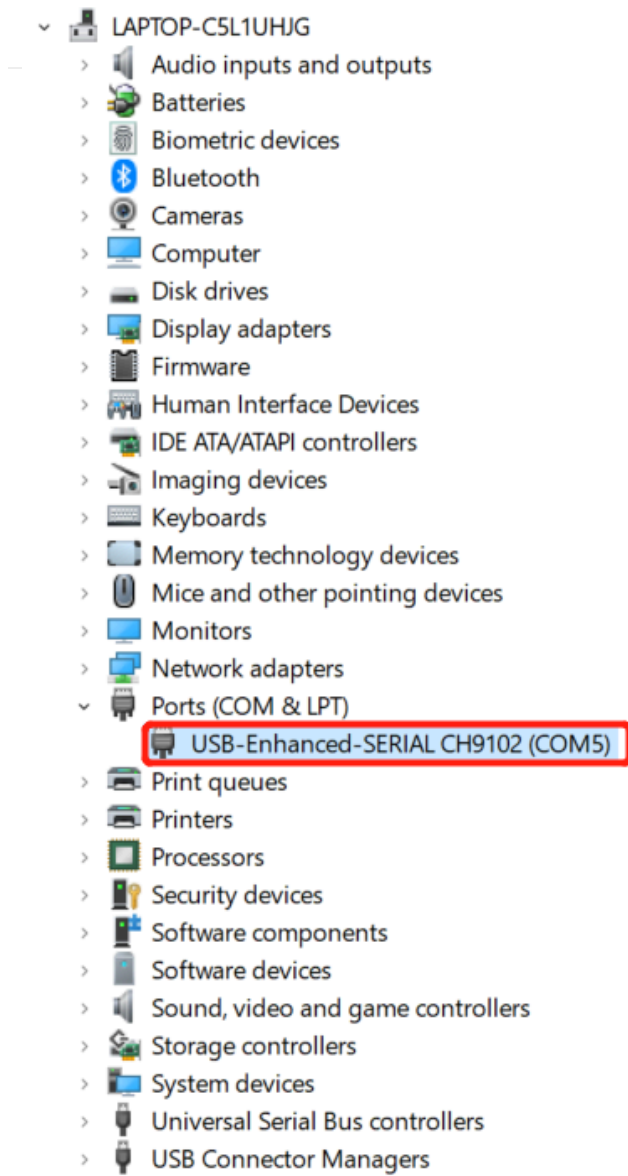 LAPTOP-C5L1UHJG
Audio inputs and outputs
Batteries
Biometric devices
Bluetooth
Cameras
Computer
Disk drives
Display adapters
Firmware
Human Interface Devices
IDE ATA/ATAPI controllers
Imaging devices
Keyboards
Memory technology devices
Mice and other pointing devices
Monitors
Network adapters
Ports (COM & LPT)
USB-Enhanced-SERIAL CH9102 (COM5)
Print queues
Printers
Processors
Security devices
Software components
Software devices
Sound, video and game controllers
Storage controllers
System devices
Universal Serial Bus controllers
USB Connector Managers